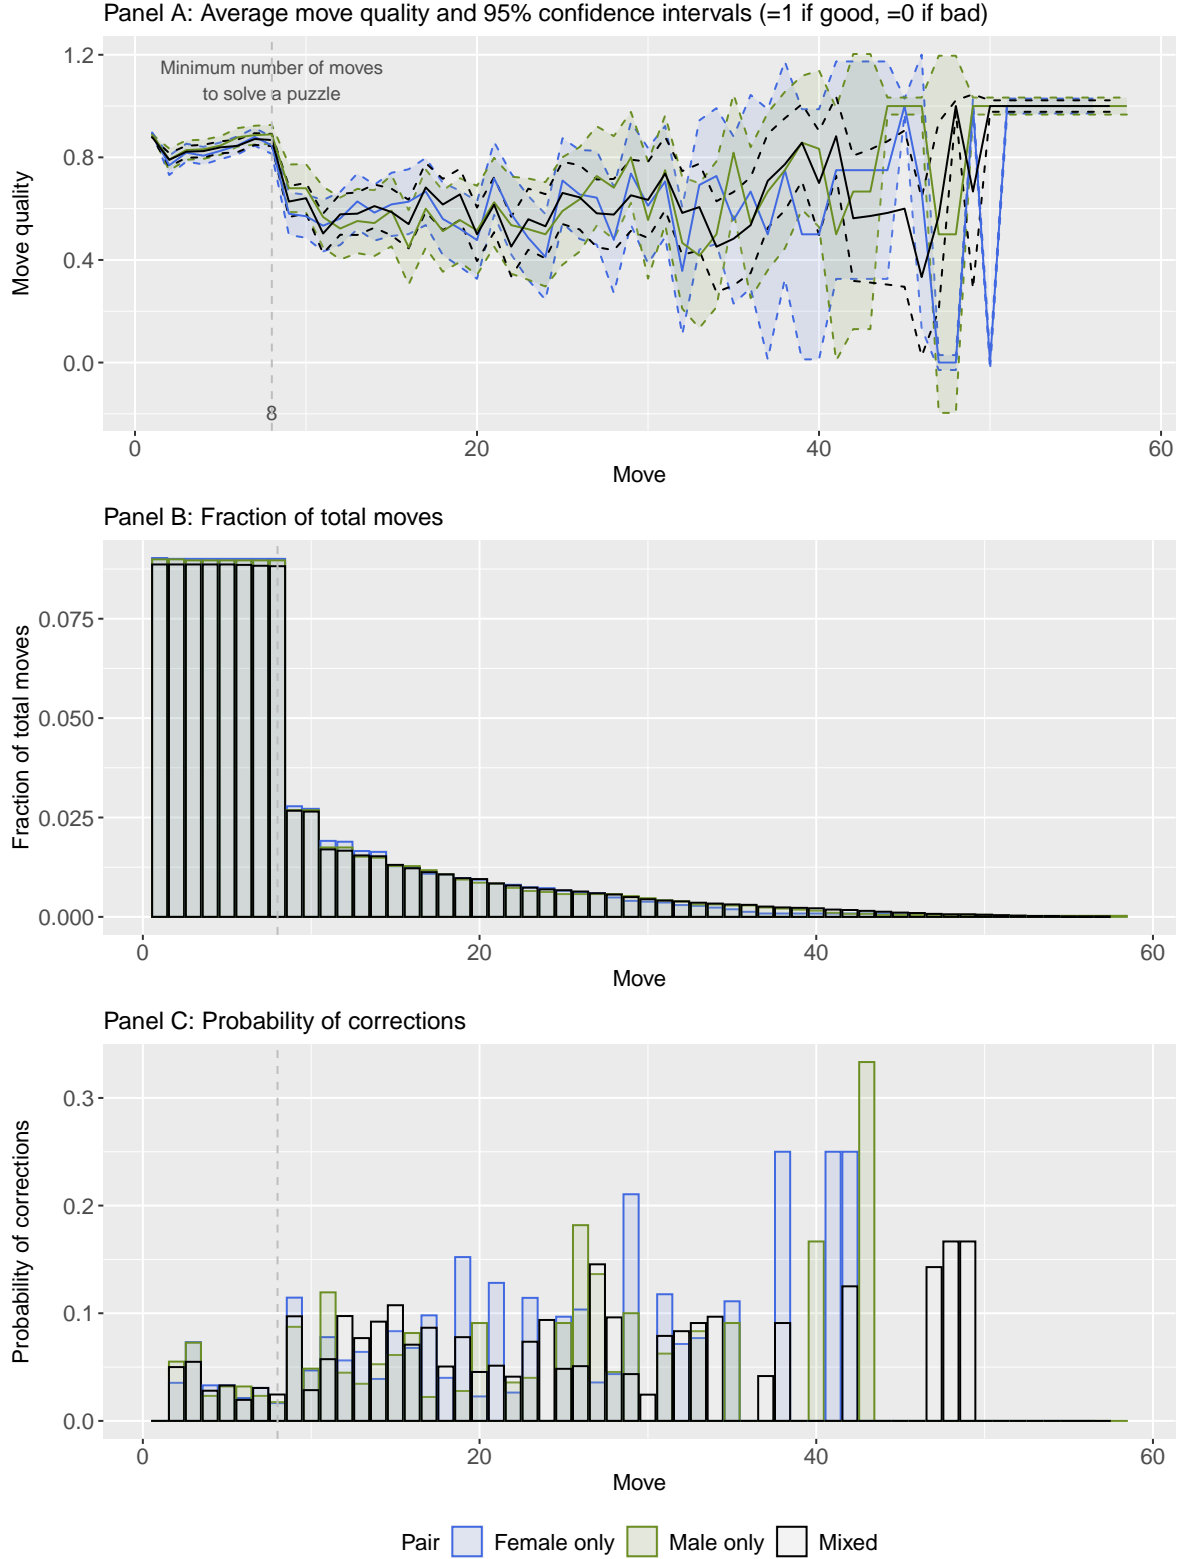 Panel A: Average move quality and 95% confidence intervals (=1 if good, =0 if bad)
1.2
Minimum number of moves
to solve a puzzle
0.8
Move quality
0.4
0.0
8
0 20 40 60
Move
Panel B: Fraction of total moves
0.075
0.050
Fraction of total moves
0.025
0.000
0 20 40 60
Move
Panel C: Probability of corrections
0.3
0.2
Probability of corrections
0.1
0.0
0 20 40 60
Move
Pair Female only Male only Mixed